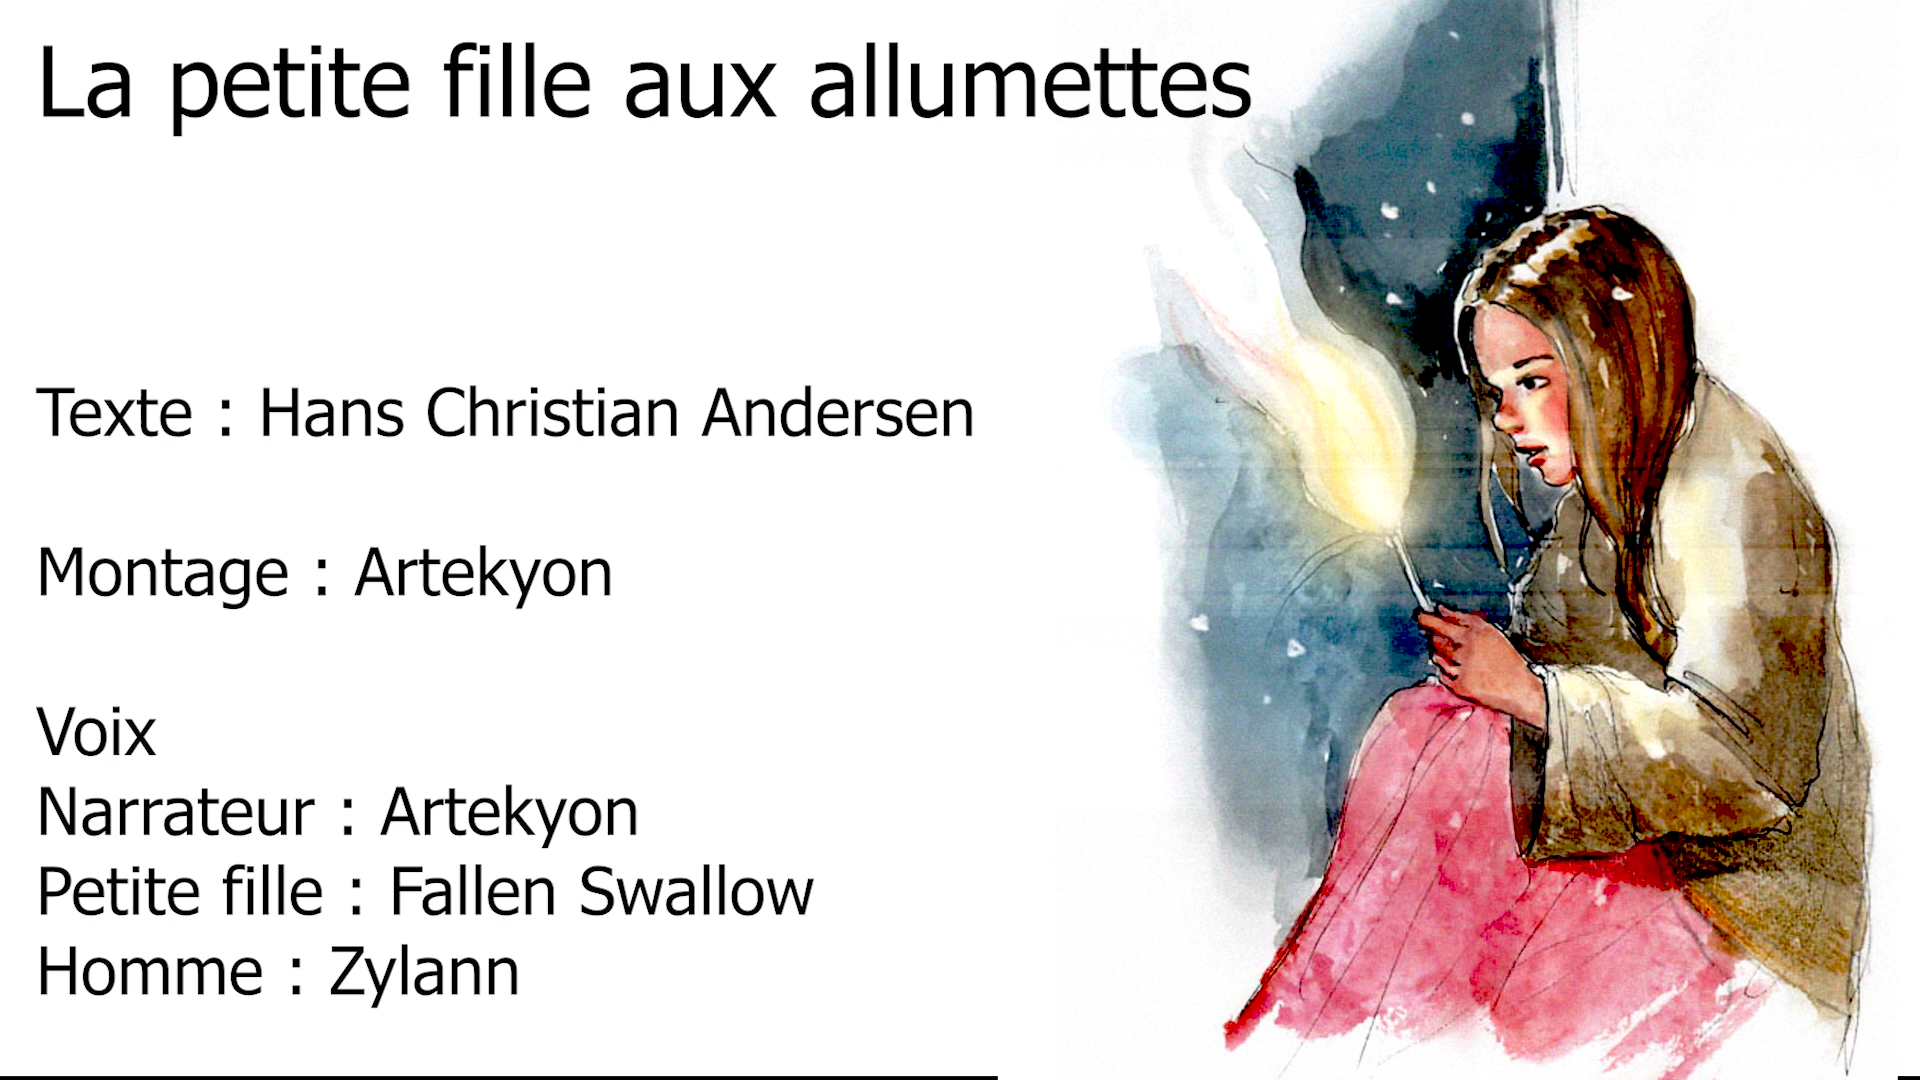 La petite fille aux allumettes
Texte : Hans Christian Andersen
Montage : Artekyon
Voix
Narrateur : Artekyon
Petite fille : Fallen Swallow
Homme : Zylann